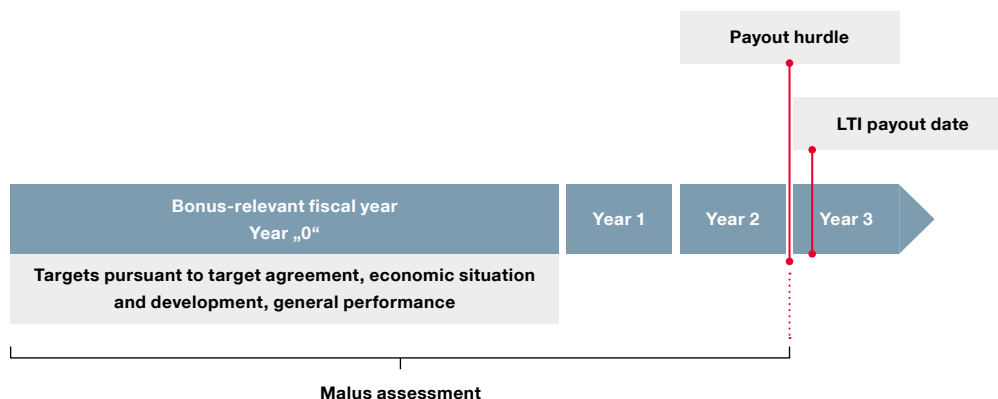 Payout hurdle
LTI payout date
Bonus-relevant fiscal year
Year „0“
Year 1
Year 2
Year 3
Targets pursuant to target agreement, economic situation
and development, general performance
Malus assessment